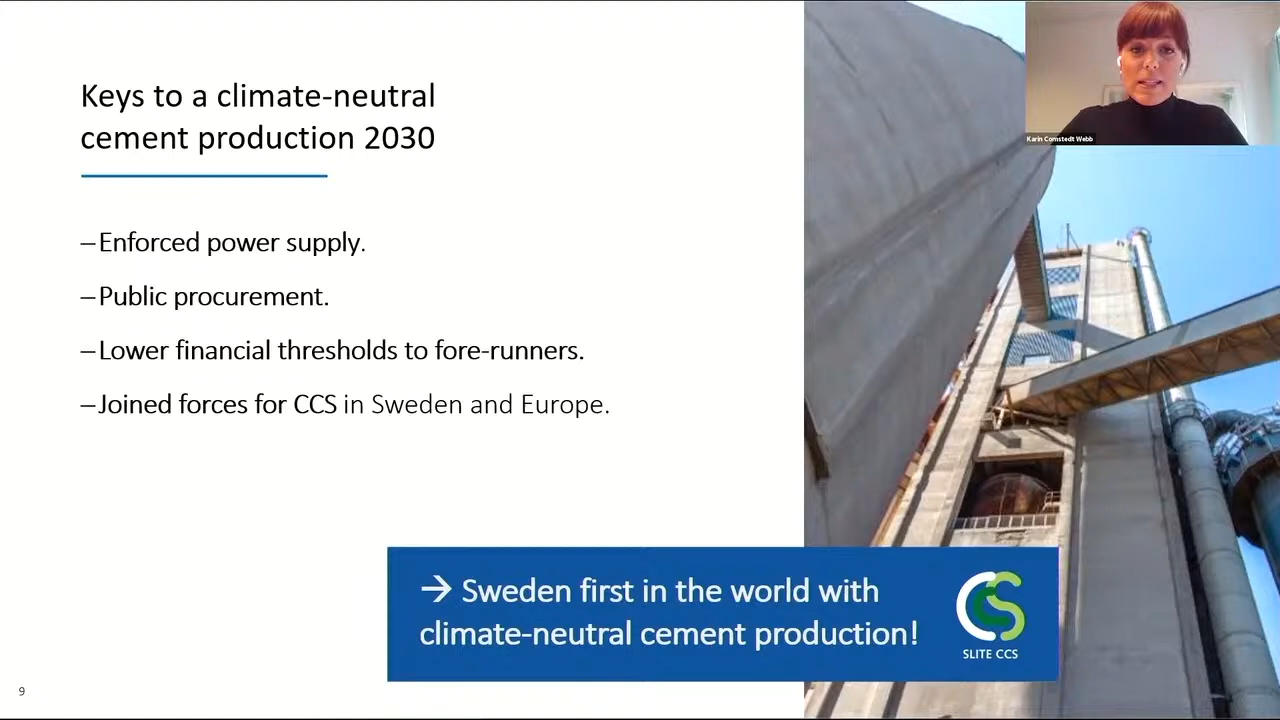 Keys to a climate-neutral
cement production 2030
–Enforced power supply.
–Public procurement.
–Lower financial thresholds to fore-runners.
–Joined forces for CCS in Sweden and Europe.
→ Sweden first in the world with
climate-neutral cement production!
CCS
SLITE CCS
Karin Comstedt Webb
9